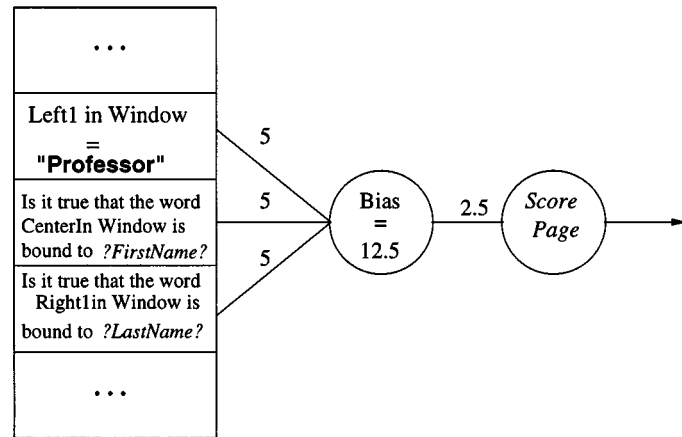 ...
Left1 in Window
=
"Professor"
Is it true that the word
CenterIn Window is
bound to ?FirstName?
Is it true that the word
Right1in Window is
bound to ?LastName?
...
5
5
5
Bias
=
12.5
2.5
Score
Page